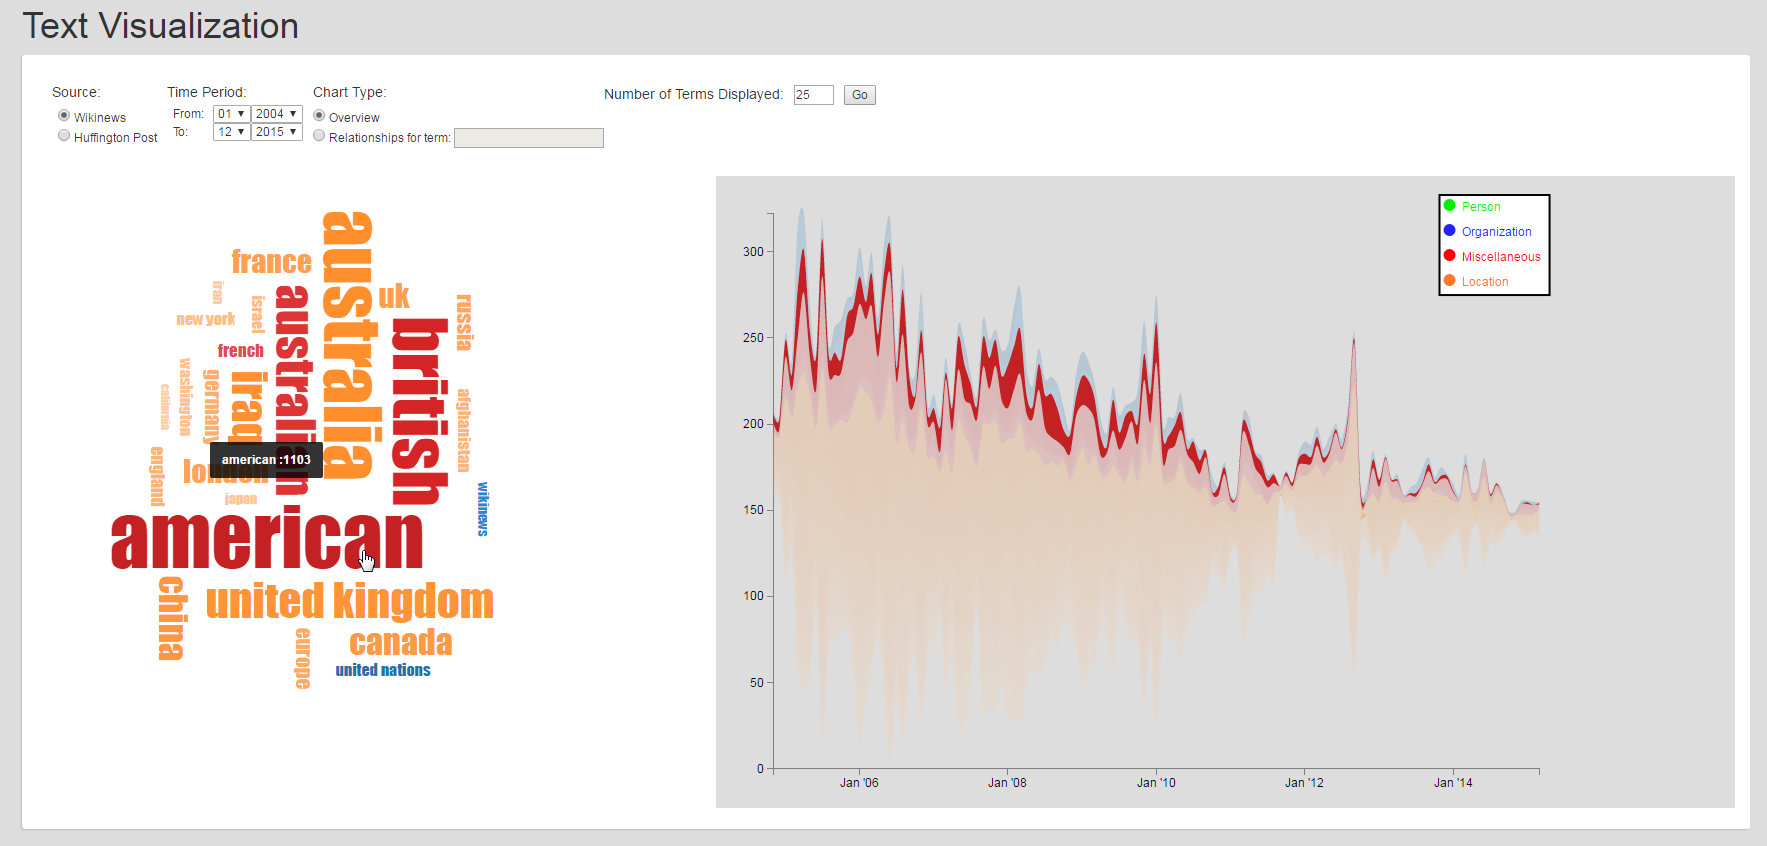 Text Visualization
Source:
Wikinews
Huffington Post
Time Period:
From: 01 2004
To: 12 2015
Chart Type:
Overview
Relationships for term:
Number of Terms Displayed: 25 Go
australia
france
iran
israel
uk
russia
new york
australian
british
french
washington
germany
iraq
california
afghanistan
england
london
american :1103
japan
wikinews
american
china
united kingdom
europe
canada
united nations
300
250
200
150
100
50
0
Jan '06
Jan '08
Jan '10
Jan '12
Jan '14
Person
Organization
Miscellaneous
Location